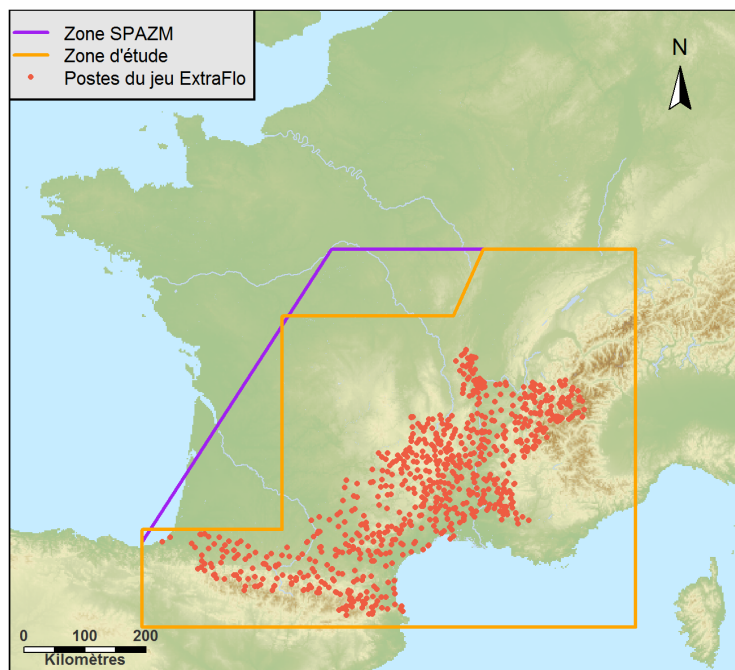 Zone SPAZM
Zone d'étude
Postes du jeu ExtraFlo
N
0 100 200
Kilomètres